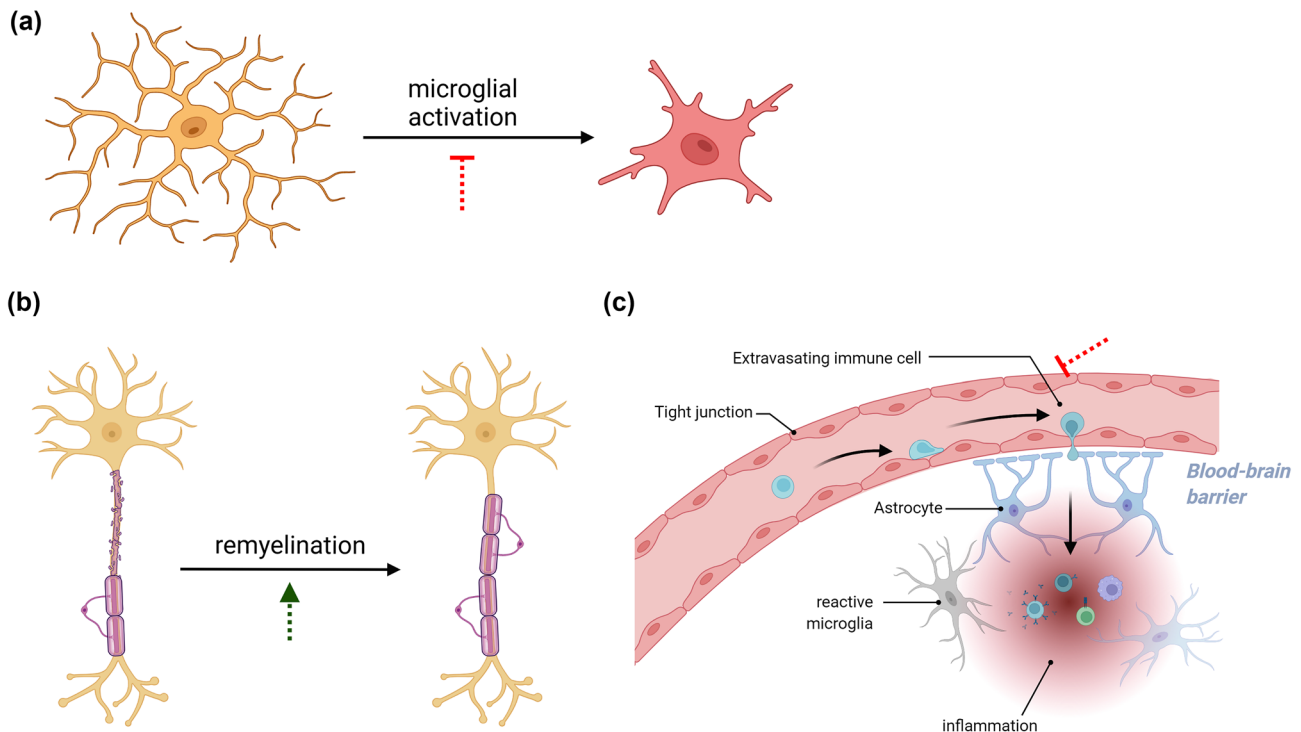 (a)
microglial
activation
(b)
remyelination
(c)
Extravasating immune cell
Tight junction
Blood-brain
barrier
Astrocyte
reactive
microglia
inflammation